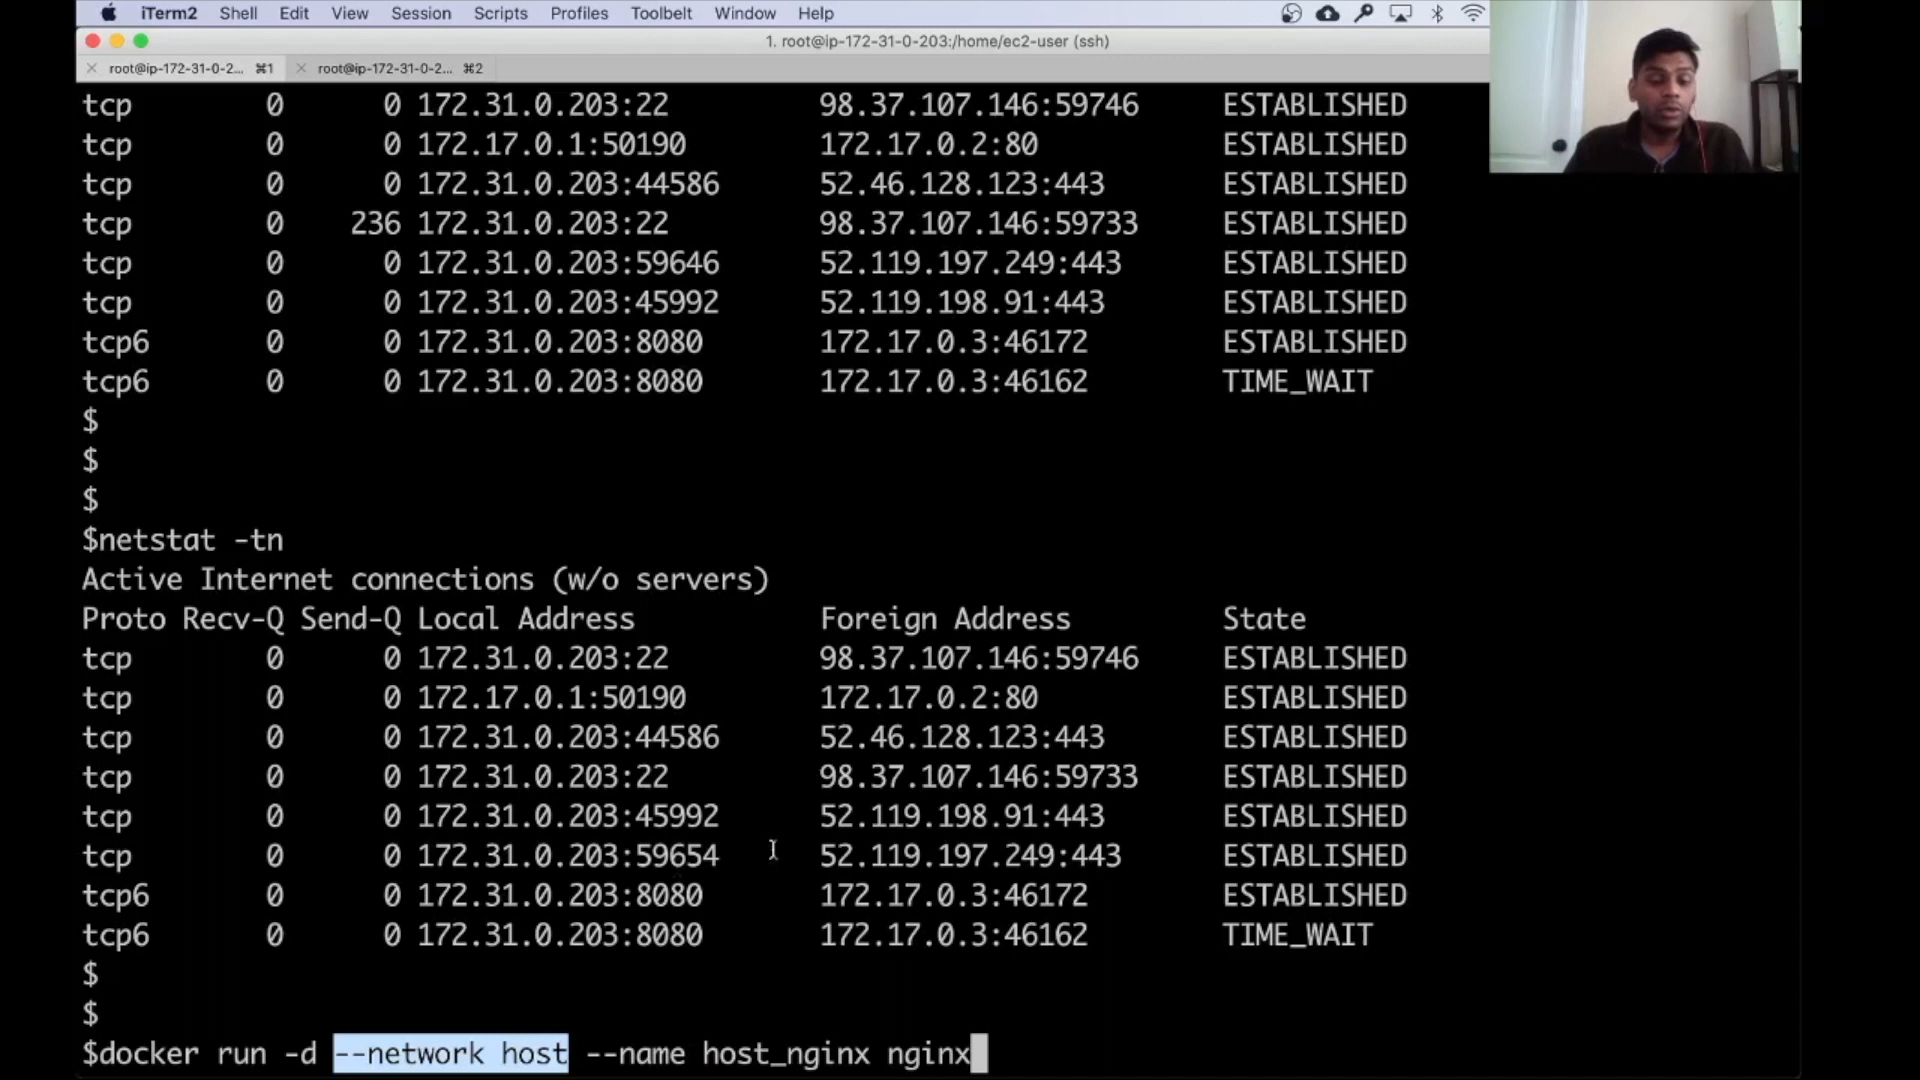 iTerm2 Shell Edit View Session Scripts Profiles Toolbelt Window Help
1. root@ip-172-31-0-203:/home/ec2-user (ssh)
root@ip-172-31-0-2... ⌘1 root@ip-172-31-0-2... ⌘2
tcp 0 0 172.31.0.203:22 98.37.107.146:59746 ESTABLISHED
tcp 0 0 172.17.0.1:50190 172.17.0.2:80 ESTABLISHED
tcp 0 0 172.31.0.203:44586 52.46.128.123:443 ESTABLISHED
tcp 0 236 172.31.0.203:22 98.37.107.146:59733 ESTABLISHED
tcp 0 0 172.31.0.203:59646 52.119.197.249:443 ESTABLISHED
tcp 0 0 172.31.0.203:45992 52.119.198.91:443 ESTABLISHED
tcp6 0 0 172.31.0.203:8080 172.17.0.3:46172 ESTABLISHED
tcp6 0 0 172.31.0.203:8080 172.17.0.3:46162 TIME_WAIT
$
$
$
$netstat -tn
Active Internet connections (w/o servers)
Proto Recv-Q Send-Q Local Address Foreign Address State
tcp 0 0 172.31.0.203:22 98.37.107.146:59746 ESTABLISHED
tcp 0 0 172.17.0.1:50190 172.17.0.2:80 ESTABLISHED
tcp 0 0 172.31.0.203:44586 52.46.128.123:443 ESTABLISHED
tcp 0 0 172.31.0.203:22 98.37.107.146:59733 ESTABLISHED
tcp 0 0 172.31.0.203:45992 52.119.198.91:443 ESTABLISHED
tcp 0 0 172.31.0.203:59654 52.119.197.249:443 ESTABLISHED
tcp6 0 0 172.31.0.203:8080 172.17.0.3:46172 ESTABLISHED
tcp6 0 0 172.31.0.203:8080 172.17.0.3:46162 TIME_WAIT
$
$
$docker run -d --network host --name host_nginx nginx